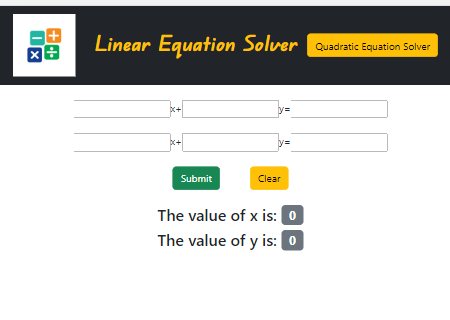 Linear Equation Solver
Quadratic Equation Solver
x+ y=
x+ y=
Submit Clear
The value of x is: 0
The value of y is: 0